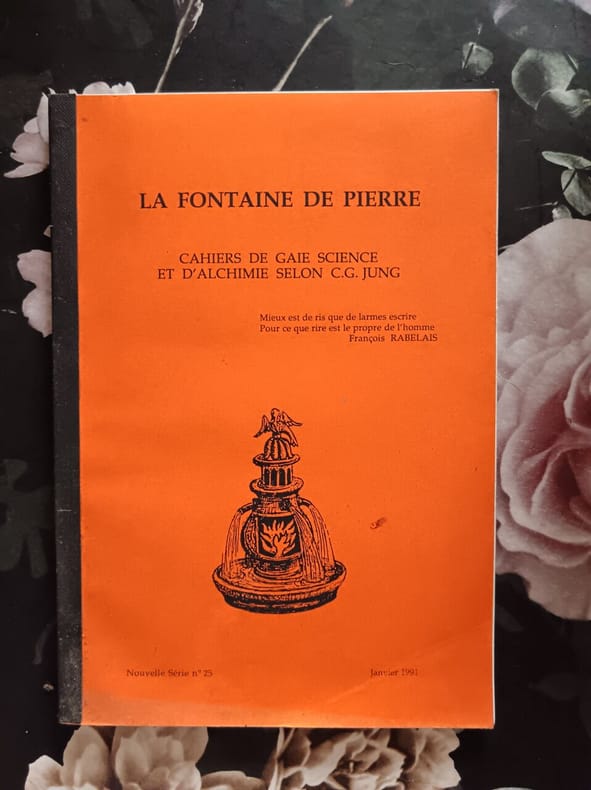 LA FONTAINE DE PIERRE
CAHIERS DE GAIE SCIENCE
ET D'ALCHIMIE SELON C.G. JUNG
Mieux est de ris que de larmes escrire
Pour ce que rire est le propre de l'homme
François RABELAIS
Nouvelle Série n° 25
Janvier 1991